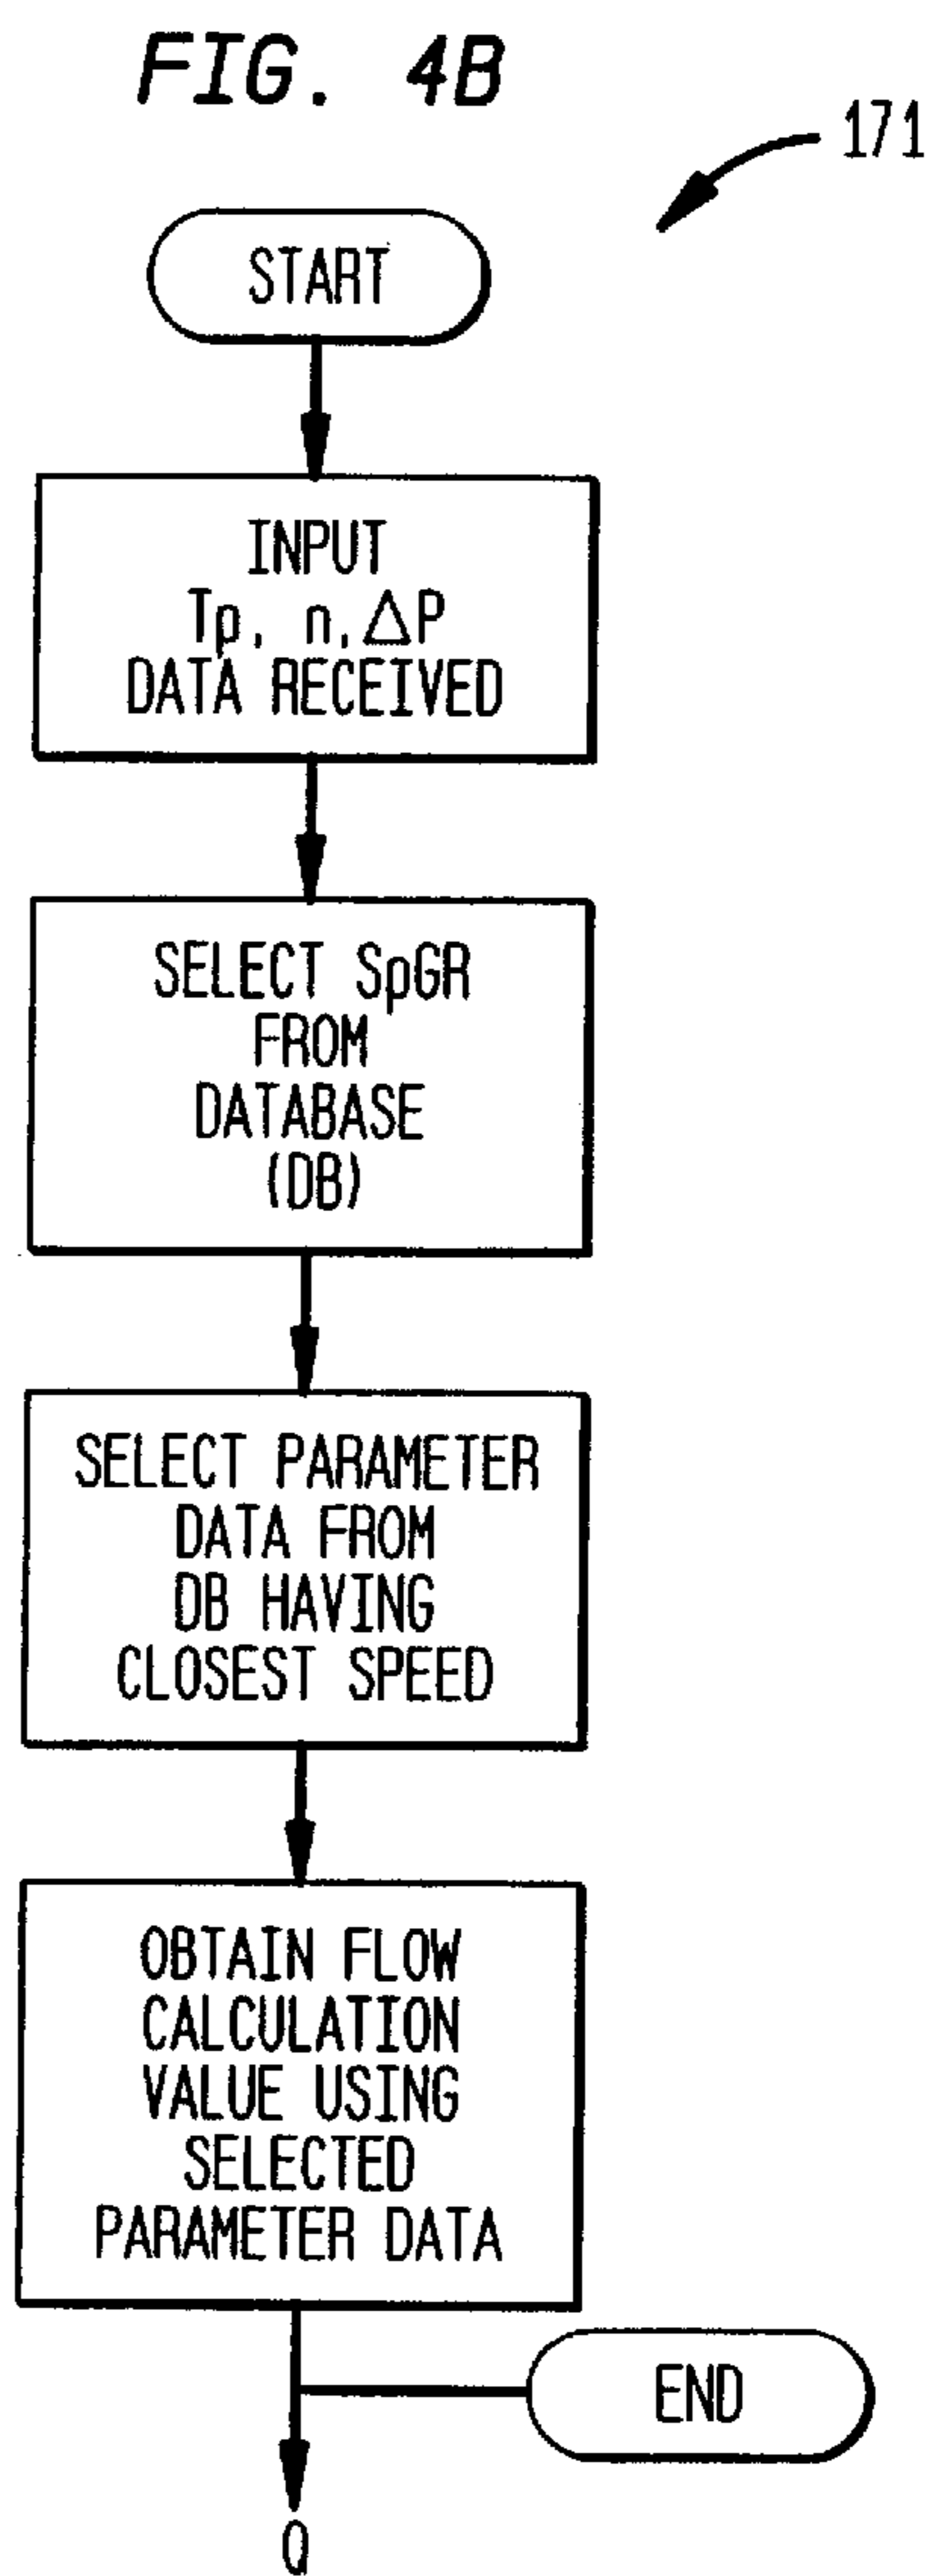 FIG. 4B
171
START
INPUT
Tp, n, △P
DATA RECEIVED
SELECT SpGR
FROM
DATABASE
(DB)
SELECT PARAMETER
DATA FROM
DB HAVING
CLOSEST SPEED
OBTAIN FLOW
CALCULATION
VALUE USING
SELECTED
PARAMETER DATA
END
Q